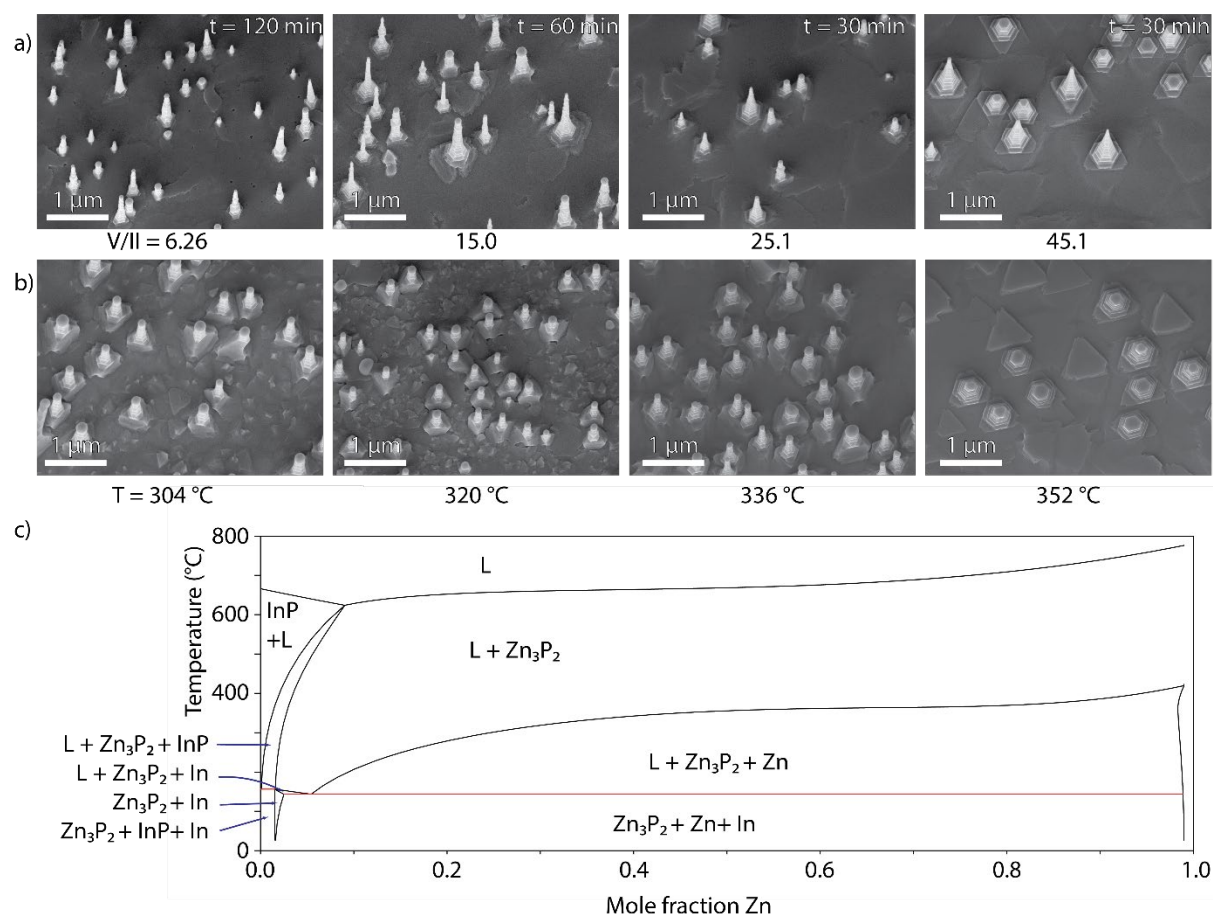 a)
t = 120 min
t = 60 min
t = 30 min
t = 30 min
1 µm
1 µm
1 µm
1 µm
V/II = 6.26
15.0
25.1
45.1
b)
1 µm
1 µm
1 µm
1 µm
T = 304 °C
320 °C
336 °C
352 °C
c)
Temperature (°C)
800
600
400
200
0
L
InP
+L
L + Zn₃P₂
L + Zn₃P₂ + InP
L + Zn₃P₂ + In
Zn₃P₂ + In
Zn₃P₂ + InP + In
L + Zn₃P₂ + Zn
Zn₃P₂ + Zn + In
0.0
0.2
0.4
0.6
0.8
1.0
Mole fraction Zn